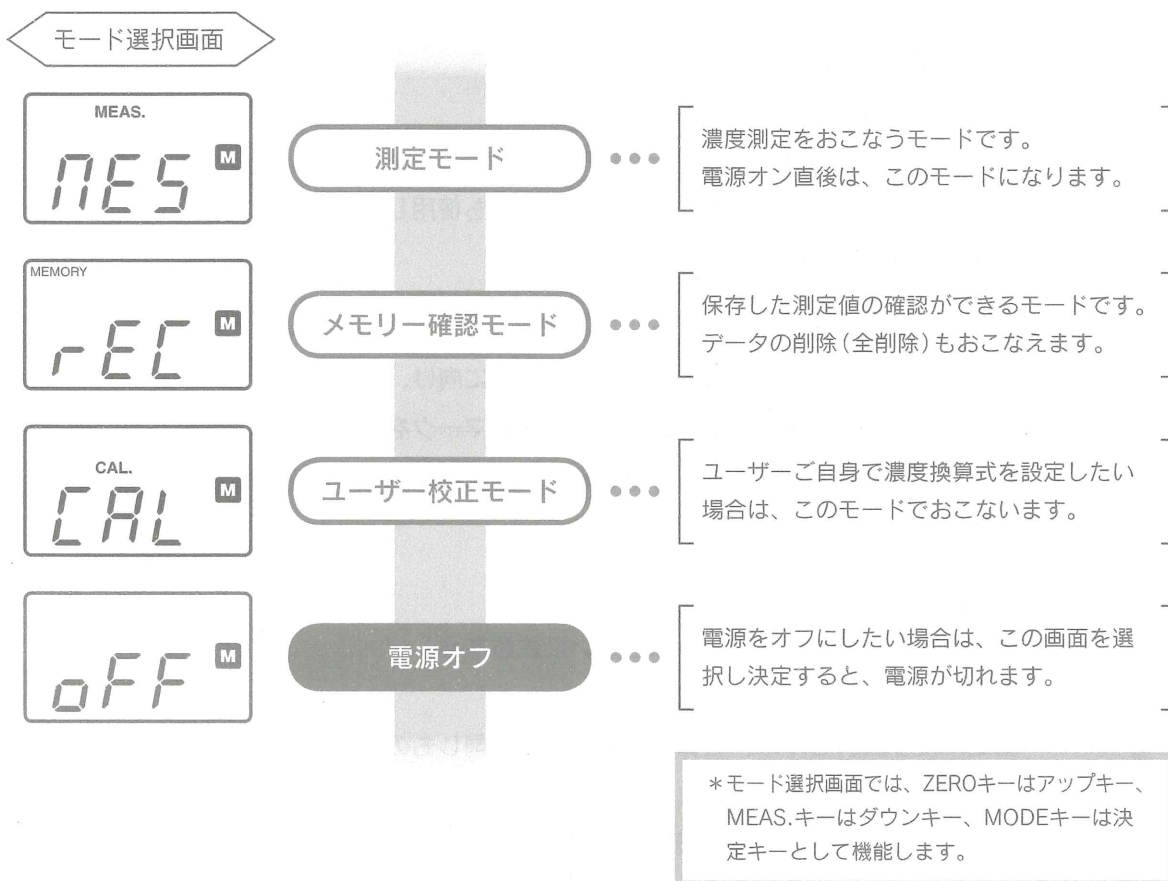 モード選択画面
MEAS.
MES M
測定モード
濃度測定をおこなうモードです。
電源オン直後は、このモードになります。
MEMORY
rEC M
メモリー確認モード
保存した測定値の確認ができるモードです。
データの削除(全削除)もおこなえます。
CAL.
CAL M
ユーザー校正モード
ユーザーご自身で濃度換算式を設定したい
場合は、このモードでおこないます。
oFF M
電源オフ
電源をオフにしたい場合は、この画面を選
択し決定すると、電源が切れます。
*モード選択画面では、ZEROキーはアップキー、
MEAS.キーはダウンキー、MODEキーは決
定キーとして機能します。